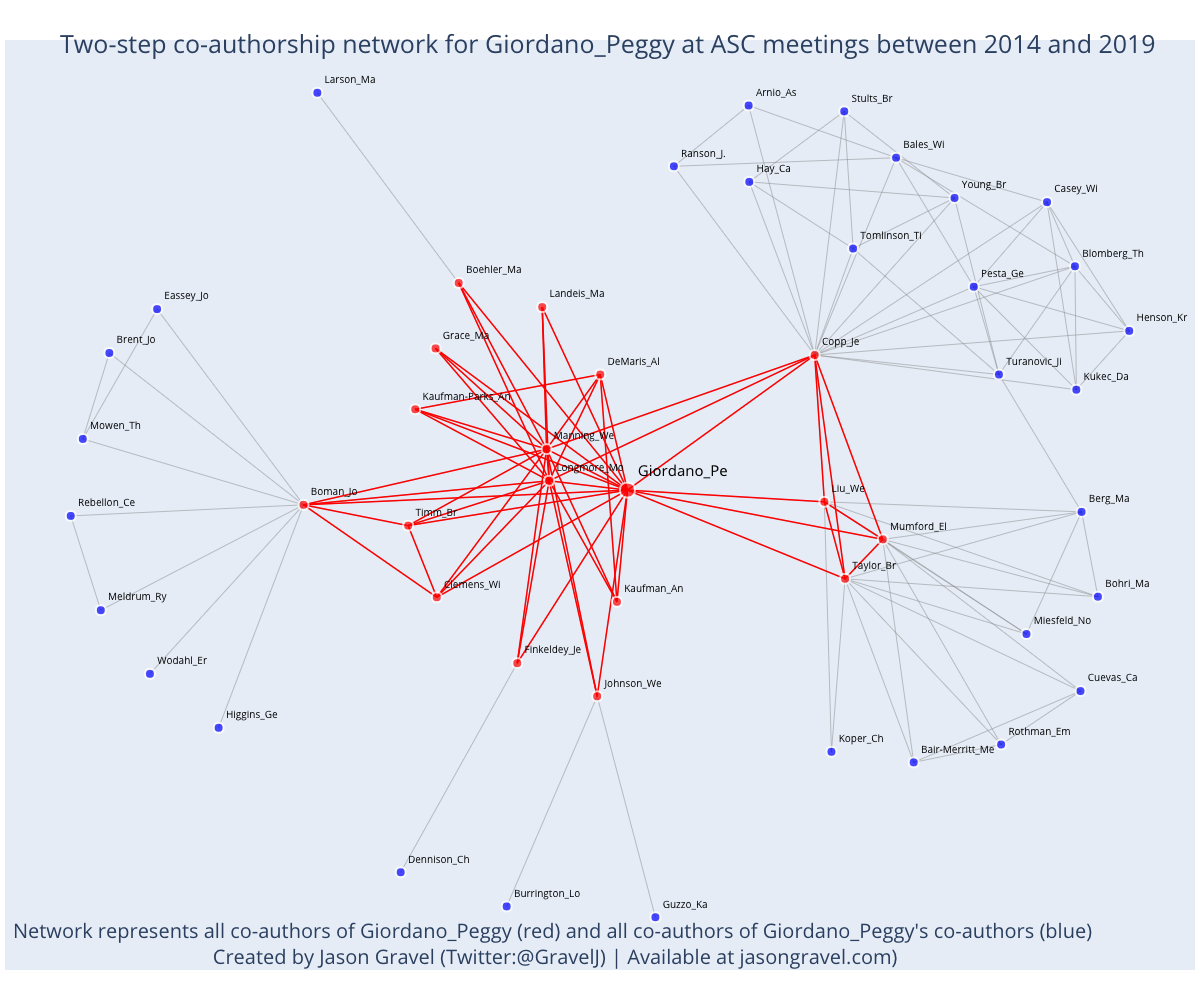 Two-step co-authorship network for Giordano_Peggy at ASC meetings between 2014 and 2019
Larson_Ma
Arnio_As
Stults_Br
Bales_Wi
Ranson_J.
Hay_Ca
Young_Br
Casey_Wi
Tomlinson_Ti
Blomberg_Th
Boehler_Ma
Pesta_Ge
Landeis_Ma
Eassey_Jo
Henson_Kr
Grace_Ma
Brent_Jo
Copp_Je
DeMaris_Al
Turanovic_Ji
Kukec_Da
Kaufman-Parks_An
Mowen_Th
Manning_We
Longmore_Mo
Giordano_Pe
Boman_Jo
Liu_We
Rebellon_Ce
Berg_Ma
Timm_Br
Mumford_El
Taylor_Br
Clemens_Wi
Kaufman_An
Bohri_Ma
Meldrum_Ry
Miesfeld_No
Finkeldey_Je
Wodahl_Er
Johnson_We
Cuevas_Ca
Higgins_Ge
Rothman_Em
Koper_Ch
Bair-Merritt_Me
Dennison_Ch
Burrington_Lo
Guzzo_Ka
Network represents all co-authors of Giordano_Peggy (red) and all co-authors of Giordano_Peggy's co-authors (blue)
Created by Jason Gravel (Twitter:@GravelJ) | Available at jasongravel.com)